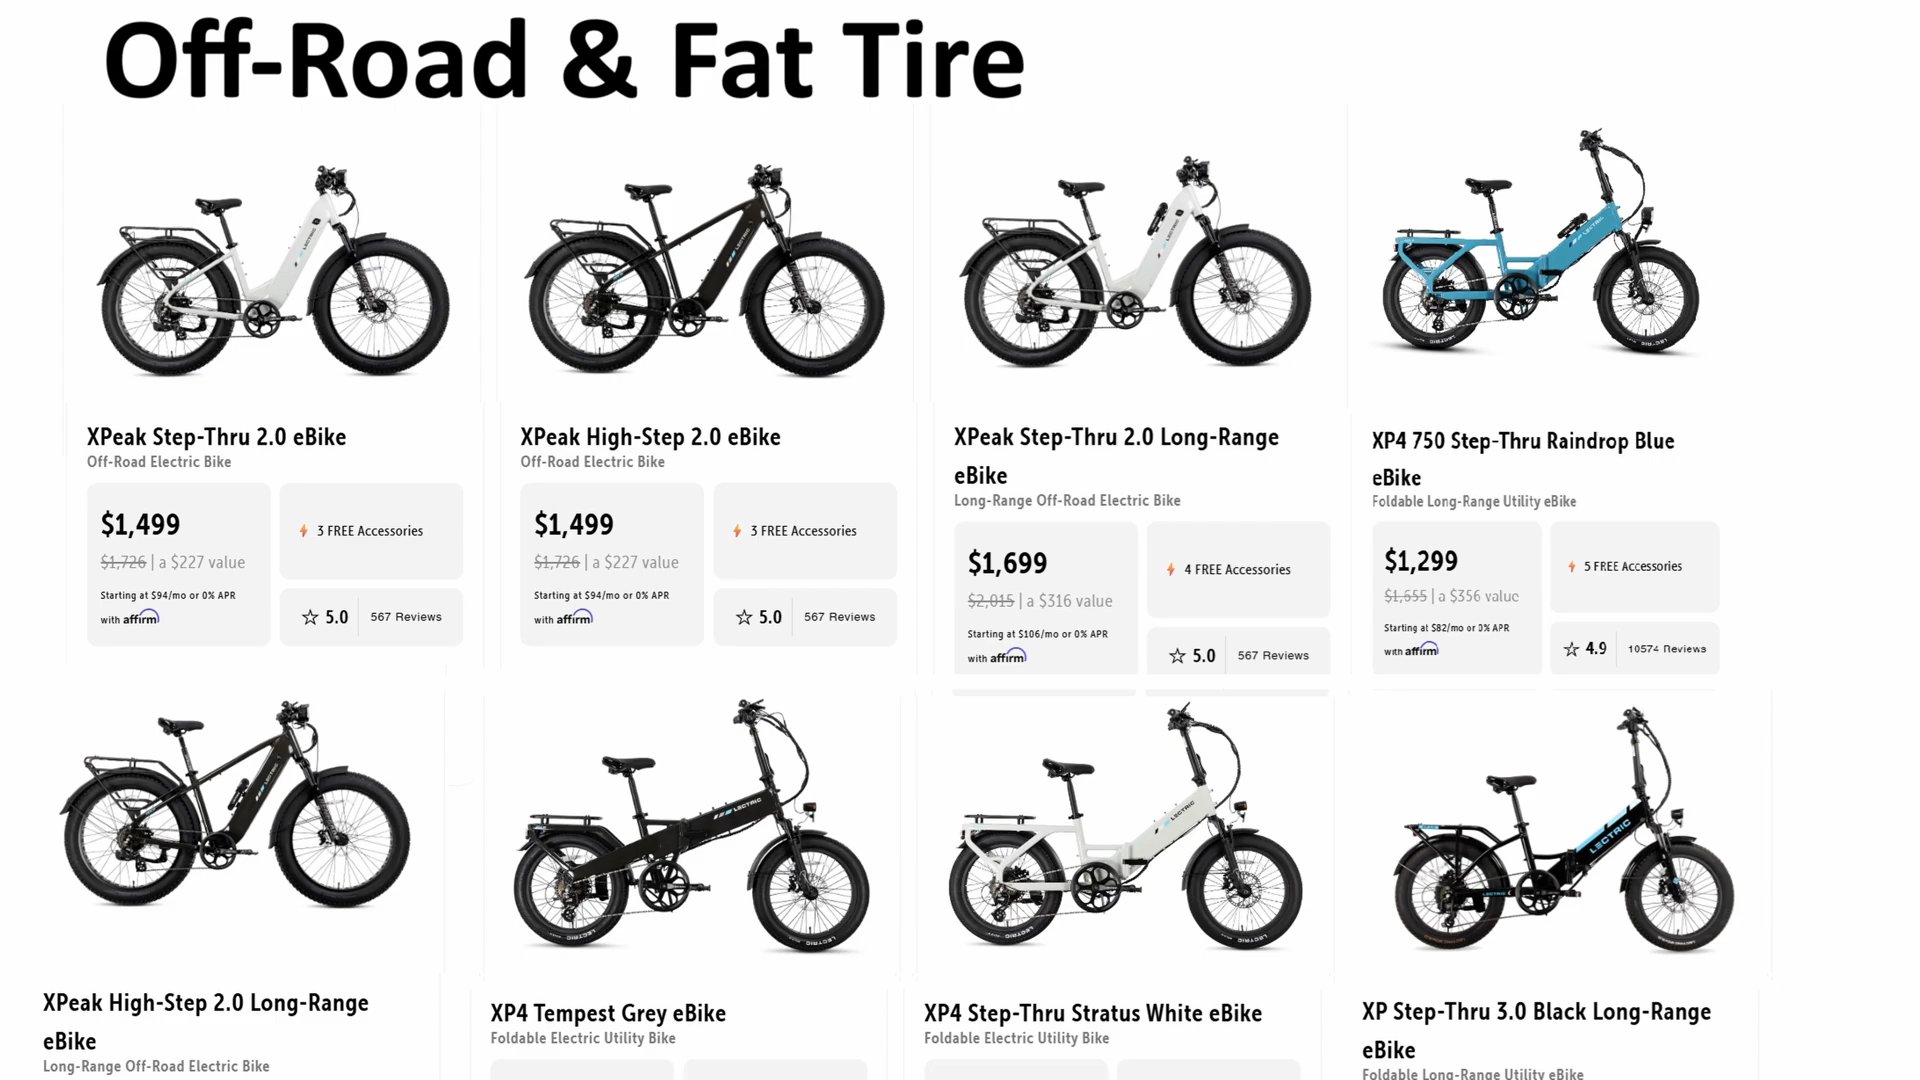 Off-Road & Fat Tire
XPeak Step-Thru 2.0 eBike
Off-Road Electric Bike
$1,499
$1,726 | a $227 value
Starting at $94/mo or 0% APR
with affirm
3 FREE Accessories
5.0
567 Reviews
XPeak High-Step 2.0 eBike
Off-Road Electric Bike
$1,499
$1,726 | a $227 value
Starting at $94/mo or 0% APR
with affirm
3 FREE Accessories
5.0
567 Reviews
XPeak Step-Thru 2.0 Long-Range
eBike
Long-Range Off-Road Electric Bike
$1,699
$2,015 | a $316 value
Starting at $106/mo or 0% APR
with affirm
4 FREE Accessories
5.0
567 Reviews
XP4 750 Step-Thru Raindrop Blue
eBike
Foldable Long-Range Utility eBike
$1,299
$1,655 | a $356 value
Starting at $82/mo or 0% APR
with affirm
5 FREE Accessories
4.9
10574 Reviews
LECTRIC
LECTRIC
LECTRIC
LECTRIC
XPeak High-Step 2.0 Long-Range
eBike
Long-Range Off-Road Electric Bike
XP4 Tempest Grey eBike
Foldable Electric Utility Bike
XP4 Step-Thru Stratus White eBike
Foldable Electric Utility Bike
XP Step-Thru 3.0 Black Long-Range
eBike
Foldable Long-Range Utility eBike